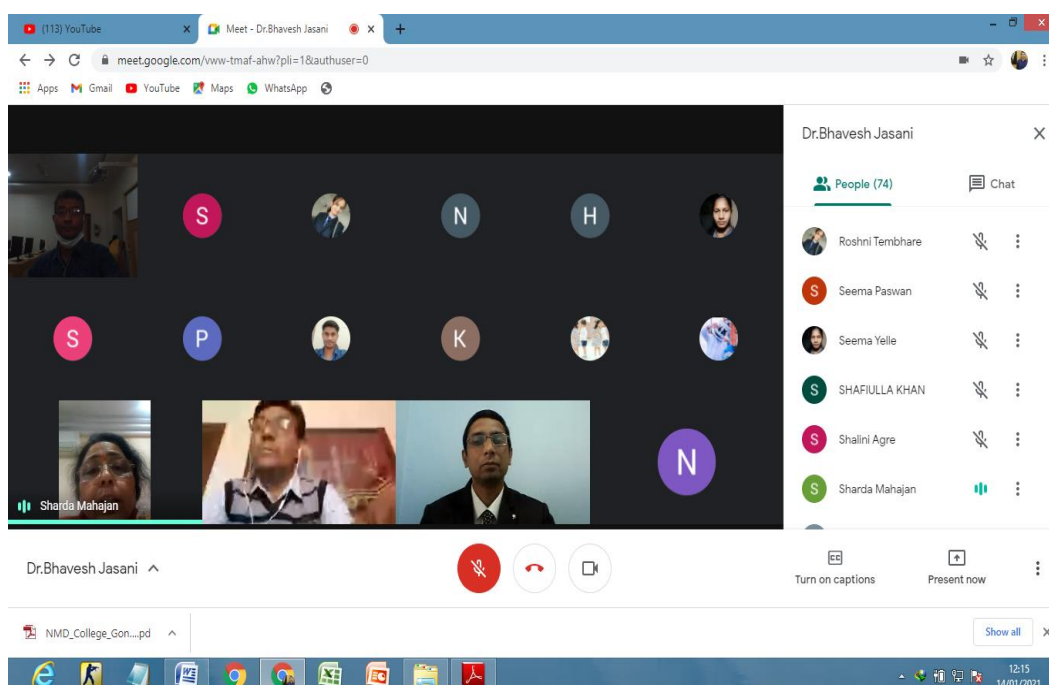 (113) YouTube
Meet - Dr.Bhavesh Jasani
meet.google.com/vww-tmaf-ahw?pli=1&authuser=0
Apps
Gmail
YouTube
Maps
WhatsApp
Dr.Bhavesh Jasani
People (74)
Chat
S
N
H
Roshni Tembhare
S
Seema Paswan
S
P
K
Seema Yelle
S
SHAFIULLA KHAN
S
Shalini Agre
N
S
Sharda Mahajan
Sharda Mahajan
Dr.Bhavesh Jasani
CC
Turn on captions
Present now
NMD_College_Gon....pd
Show all
12:15
14/01/2021